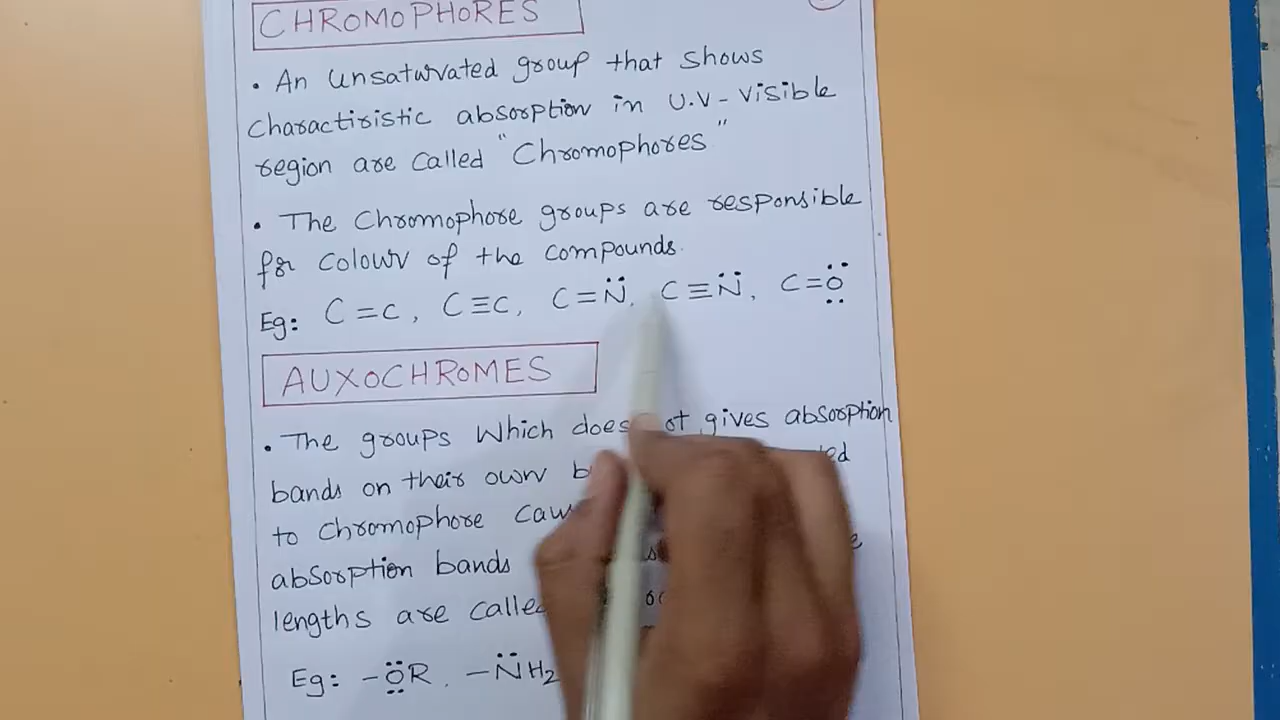 CHROMOPHORES
• An Unsaturated group that shows
Charactiristic absorption in U.V - Visible
region are called "Chromophores"
• The Chromophore groups are responsible
for colour of the compounds.
Eg: C=C, C≡C, C=N̈, C≡N̈, C=Ö:
AUXOCHROMES
• The groups Which does gives absorption
bands on their own
to chromophore
absorption bands
lengths are
Eg: -ÖR, -N̈H₂